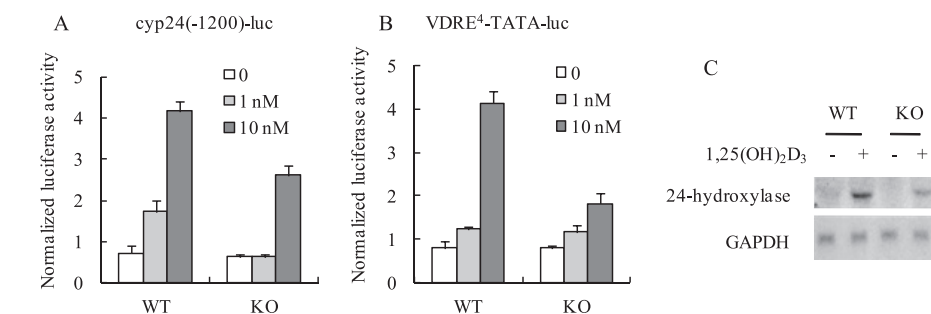 A
cyp24(-1200)-luc
Normalized luciferase activity
5
4
3
2
1
0
0
1 nM
10 nM
WT
KO
B
VDRE⁴-TATA-luc
Normalized luciferase activity
5
4
3
2
1
0
0
1 nM
10 nM
WT
KO
C
WT KO
1,25(OH)₂D₃ - + - +
24-hydroxylase
GAPDH